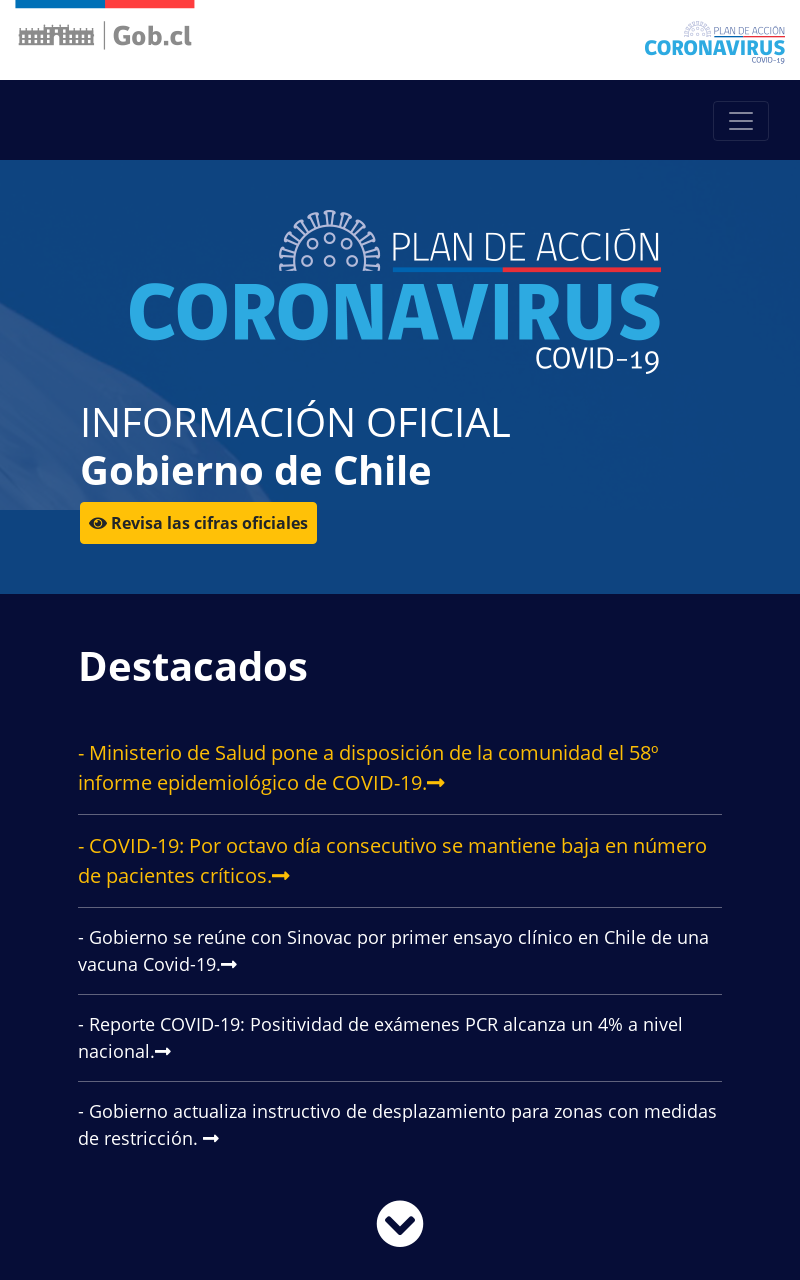 Gob.cl
PLAN DE ACCIÓN
CORONAVIRUS
COVID-19
PLAN DE ACCIÓN
CORONAVIRUS
COVID-19
INFORMACIÓN OFICIAL
Gobierno de Chile
Revisa las cifras oficiales
Destacados
- Ministerio de Salud pone a disposición de la comunidad el 58º
informe epidemiológico de COVID-19.
- COVID-19: Por octavo día consecutivo se mantiene baja en número
de pacientes críticos.
- Gobierno se reúne con Sinovac por primer ensayo clínico en Chile de una
vacuna Covid-19.
- Reporte COVID-19: Positividad de exámenes PCR alcanza un 4% a nivel
nacional.
- Gobierno actualiza instructivo de desplazamiento para zonas con medidas
de restricción.